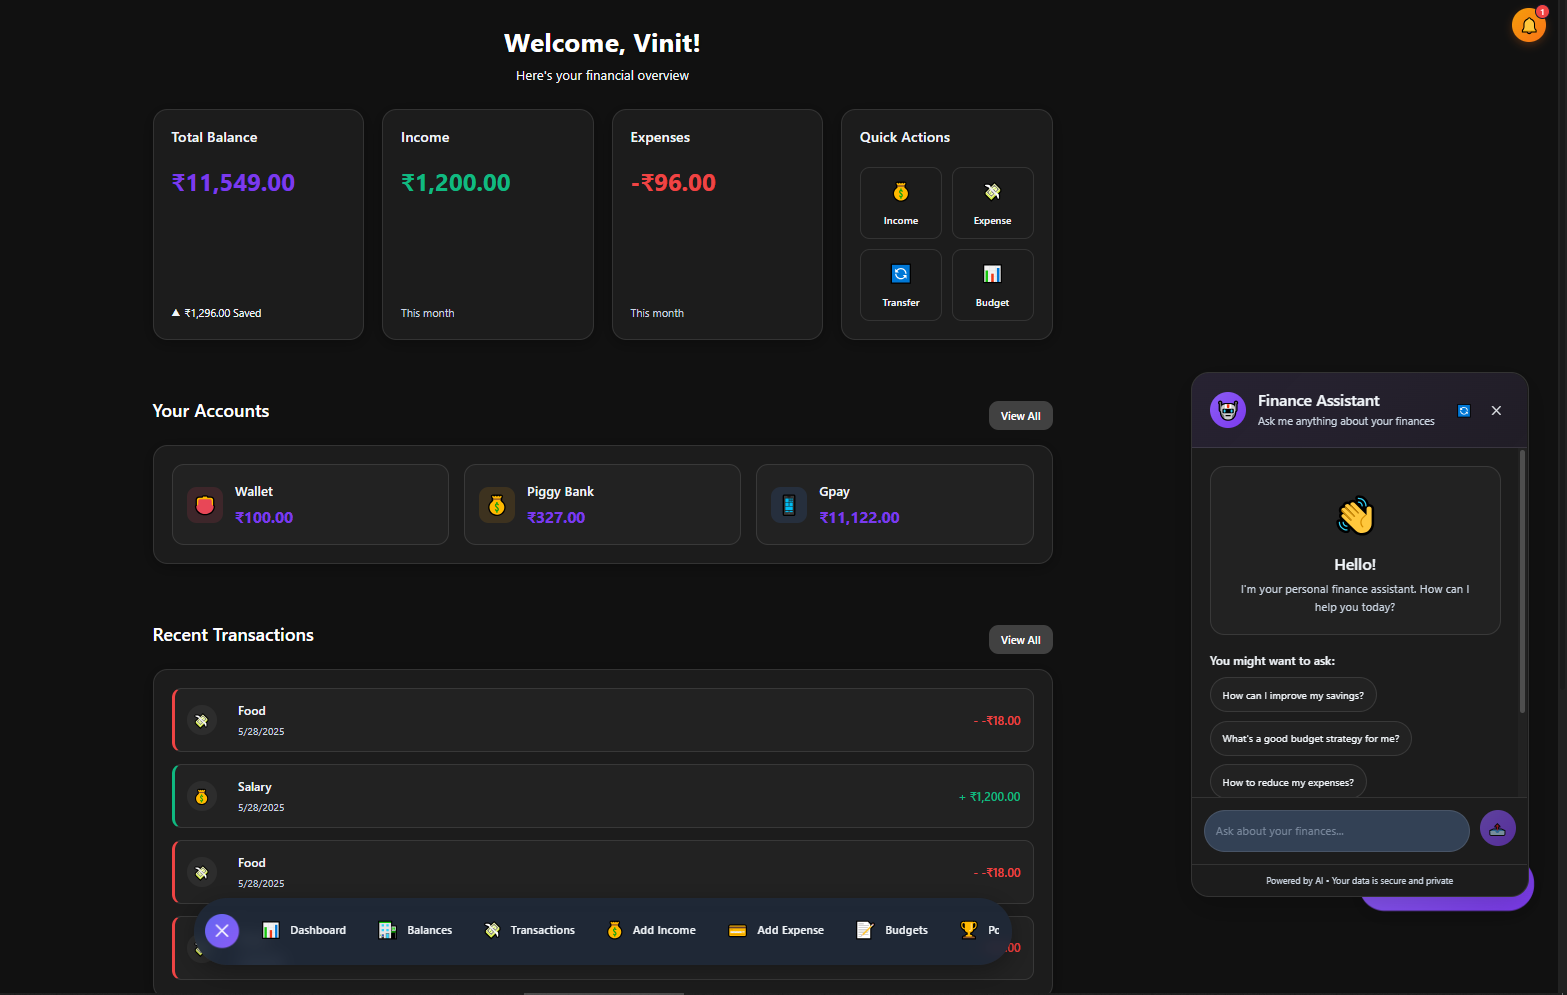 1
Welcome, Vinit!
Here's your financial overview
Total Balance
₹11,549.00
▲ ₹1,296.00 Saved
Income
₹1,200.00
This month
Expenses
-₹96.00
This month
Quick Actions
Income
Expense
Transfer
Budget
Your Accounts
View All
Wallet
₹100.00
Piggy Bank
₹327.00
Gpay
₹11,122.00
Recent Transactions
View All
Food
5/28/2025
- -₹18.00
Salary
5/28/2025
+ ₹1,200.00
Food
5/28/2025
- -₹18.00
.00
Dashboard
Balances
Transactions
Add Income
Add Expense
Budgets
Finance Assistant
Ask me anything about your finances
Hello!
I'm your personal finance assistant. How can I
help you today?
You might want to ask:
How can I improve my savings?
What's a good budget strategy for me?
How to reduce my expenses?
Ask about your finances...
Powered by AI • Your data is secure and private